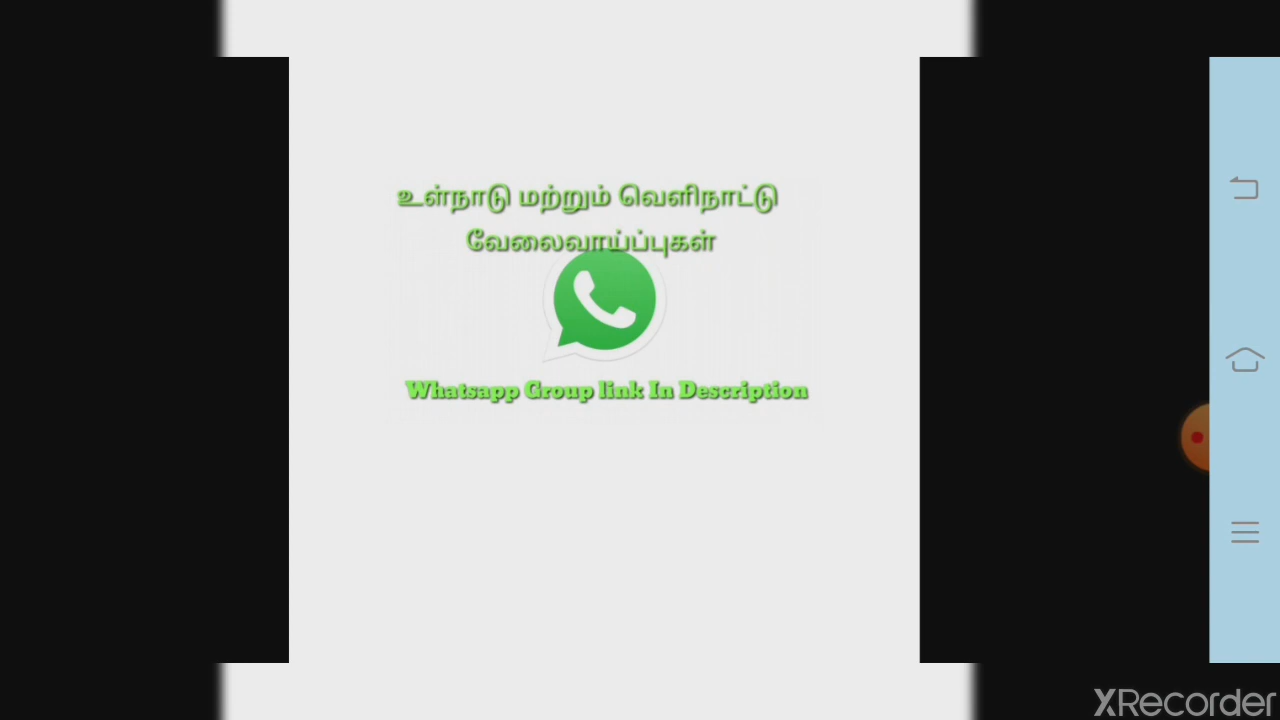 உள்நாடு மற்றும் வெளிநாட்டு
வேலைவாய்ப்புகள்
Whatsapp Group link In Description
XRecorder